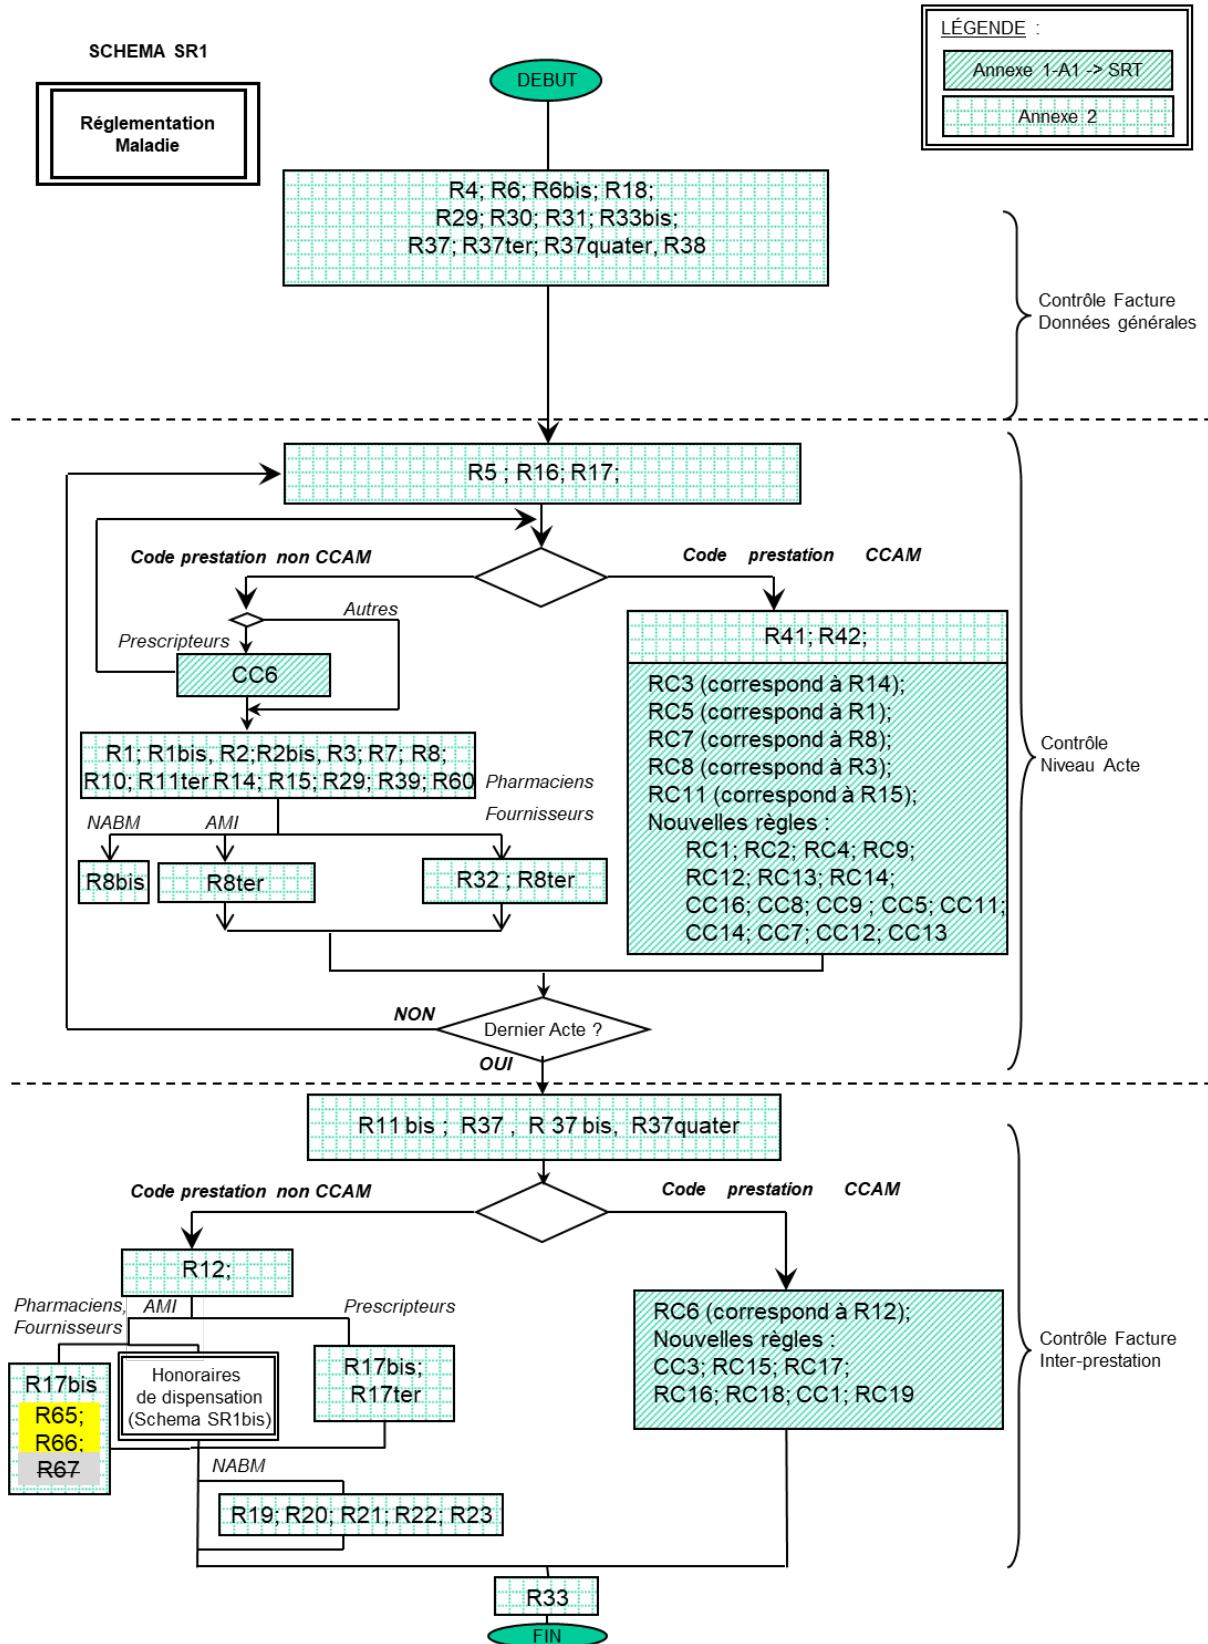 SCHEMA SR1
Réglementation
Maladie
LÉGENDE :
Annexe 1-A1 -> SRT
Annexe 2
DEBUT
R4; R6; R6bis; R18;
R29; R30; R31; R33bis;
R37; R37ter; R37quater, R38
Contrôle Facture
Données générales
R5 ; R16; R17;
Code prestation non CCAM
Code prestation CCAM
Autres
Prescripteurs
CC6
R41; R42;
RC3 (correspond à R14);
RC5 (correspond à R1);
RC7 (correspond à R8);
RC8 (correspond à R3);
RC11 (correspond à R15);
Nouvelles règles :
RC1; RC2; RC4; RC9;
RC12; RC13; RC14;
CC16; CC8; CC9 ; CC5; CC11;
CC14; CC7; CC12; CC13
Contrôle
Niveau Acte
R1; R1bis, R2;R2bis, R3; R7; R8;
R10; R11ter R14; R15; R29; R39; R60
Pharmaciens
Fournisseurs
NABM
AMI
R8bis
R8ter
R32 ; R8ter
NON
Dernier Acte ?
OUI
R11 bis ; R37 , R 37 bis, R37quater
Code prestation non CCAM
Code prestation CCAM
R12;
Pharmaciens,
Fournisseurs
AMI
Prescripteurs
R17bis
R65;
R66;
R67
Honoraires
de dispensation
(Schema SR1bis)
R17bis;
R17ter
RC6 (correspond à R12);
Nouvelles règles :
CC3; RC15; RC17;
RC16; RC18; CC1; RC19
Contrôle Facture
Inter-prestation
NABM
R19; R20; R21; R22; R23
R33
FIN